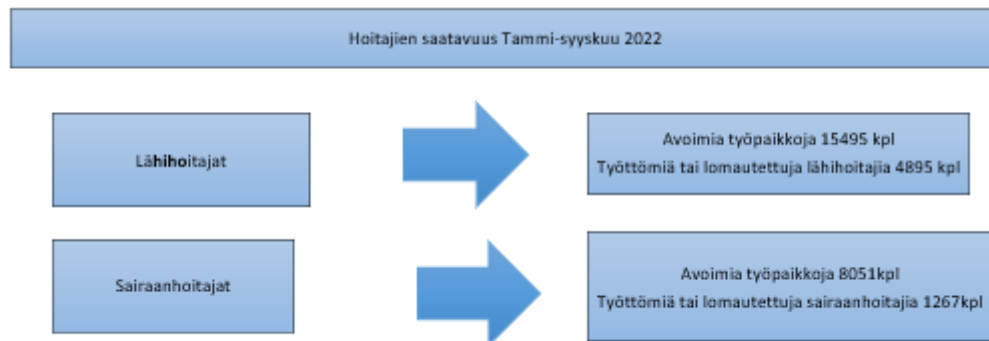 Hoitajien saatavuus Tammi-syyskuu 2022
Lähihoitajat
Avoimia työpaikkoja 15495 kpl
Työttömiä tai lomautettuja lähihoitajia 4895 kpl
Sairaanhoitajat
Avoimia työpaikkoja 8051kpl
Työttömiä tai lomautettuja sairaanhoitajia 1267kpl